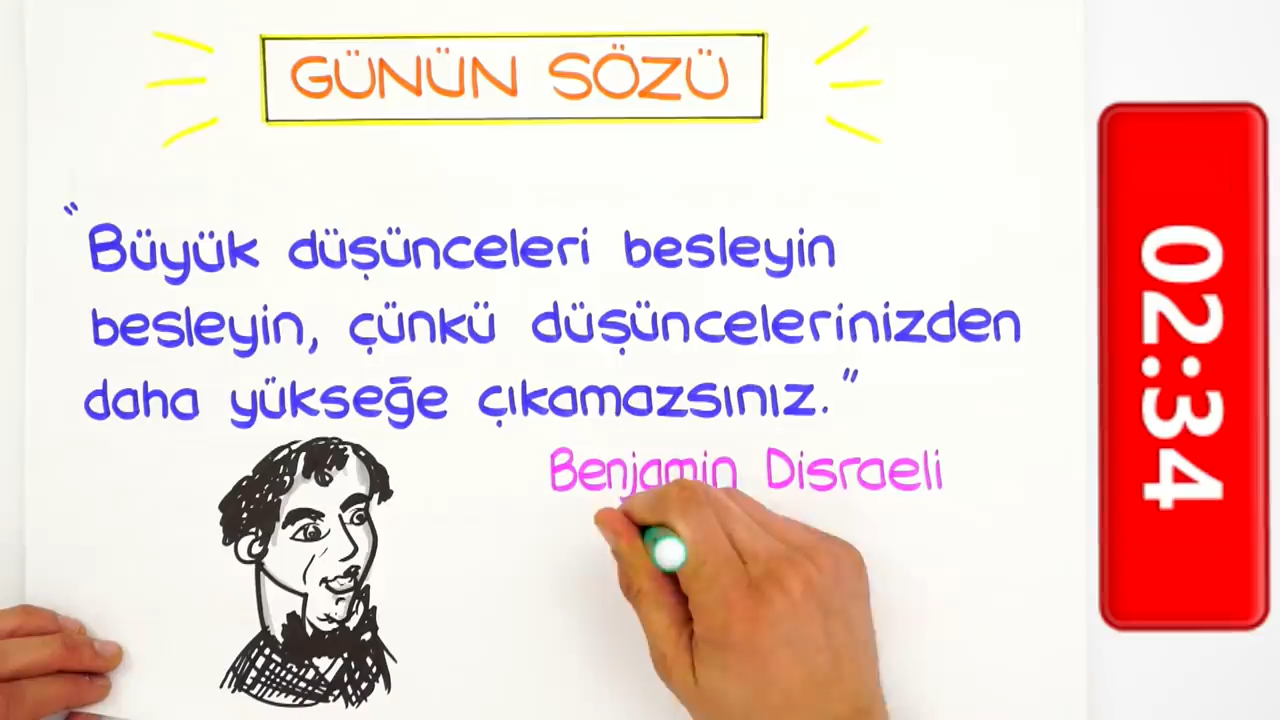 GÜNÜN SÖZÜ
"Büyük düşünceleri besleyin
besleyin, çünkü düşüncelerinizden
daha yükseğe çıkamazsınız."
Benjamin Disraeli
02:34